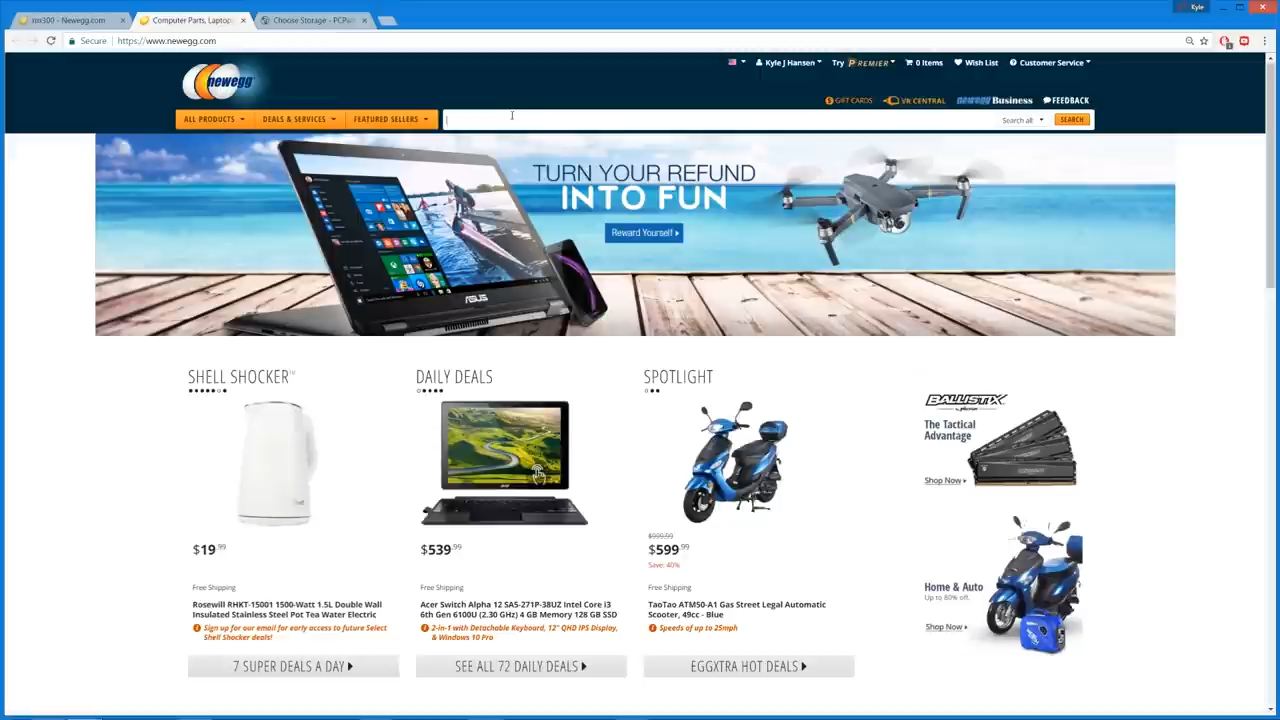 Kyle
mx300 - Newegg.com
Computer Parts, Laptops
Choose Storage - PCPart
Secure
https://www.newegg.com
newegg
Kyle J Hansen
Try PREMIER
0 Items
Wish List
Customer Service
GIFT CARDS
VR CENTRAL
newegg Business
FEEDBACK
ALL PRODUCTS
DEALS & SERVICES
FEATURED SELLERS
Search all
SEARCH
TURN YOUR REFUND
INTO FUN
Reward Yourself
ASUS
SHELL SHOCKER™
DAILY DEALS
SPOTLIGHT
BALLISTIX
The Tactical
Advantage
Shop Now
$19.99
Free Shipping
Rosewill RHKT-15001 1500-Watt 1.5L Double Wall
Insulated Stainless Steel Pot Tea Water Electric
Sign up for our email for early access to future Select
Shell Shocker deals!
7 SUPER DEALS A DAY
$539.99
Free Shipping
Acer Switch Alpha 12 SA5-271P-38UZ Intel Core i3
6th Gen 6100U (2.30 GHz) 4 GB Memory 128 GB SSD
2-in-1 with Detachable Keyboard, 12" QHD IPS Display,
& Windows 10 Pro
SEE ALL 72 DAILY DEALS
$999.99
$599.99
Save: 40%
Free Shipping
TaoTao ATM50-A1 Gas Street Legal Automatic
Scooter, 49cc - Blue
Speeds of up to 25mph
EGGXTRA HOT DEALS
Home & Auto
Up to 80% off.
Shop Now